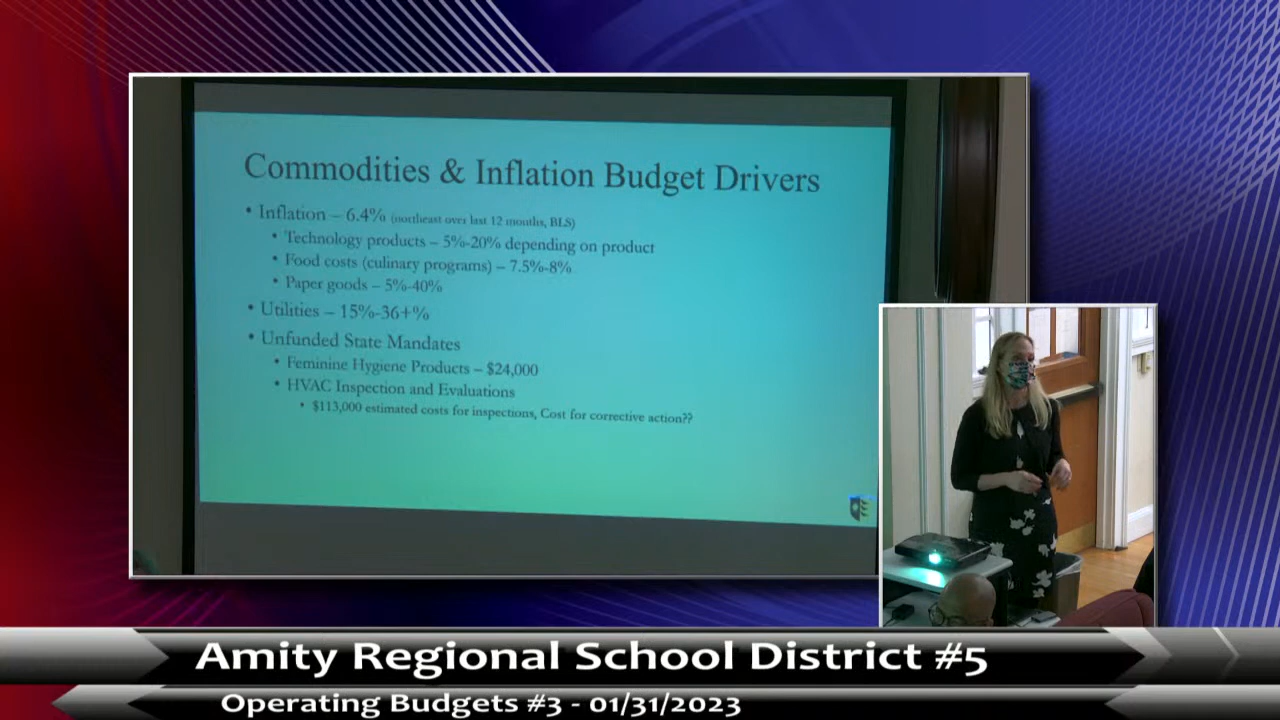 Commodities & Inflation Budget Drivers
• Inflation – 6.4% (northeast over last 12 months, BLS)
• Technology products – 5%-20% depending on product
• Food costs (culinary programs) – 7.5%-8%
• Paper goods – 5%-40%
• Utilities – 15%-36+%
• Unfunded State Mandates
• Feminine Hygiene Products – $24,000
• HVAC Inspection and Evaluations
• $113,000 estimated costs for inspections, Cost for corrective action??
Amity Regional School District #5
Operating Budgets #3 - 01/31/2023